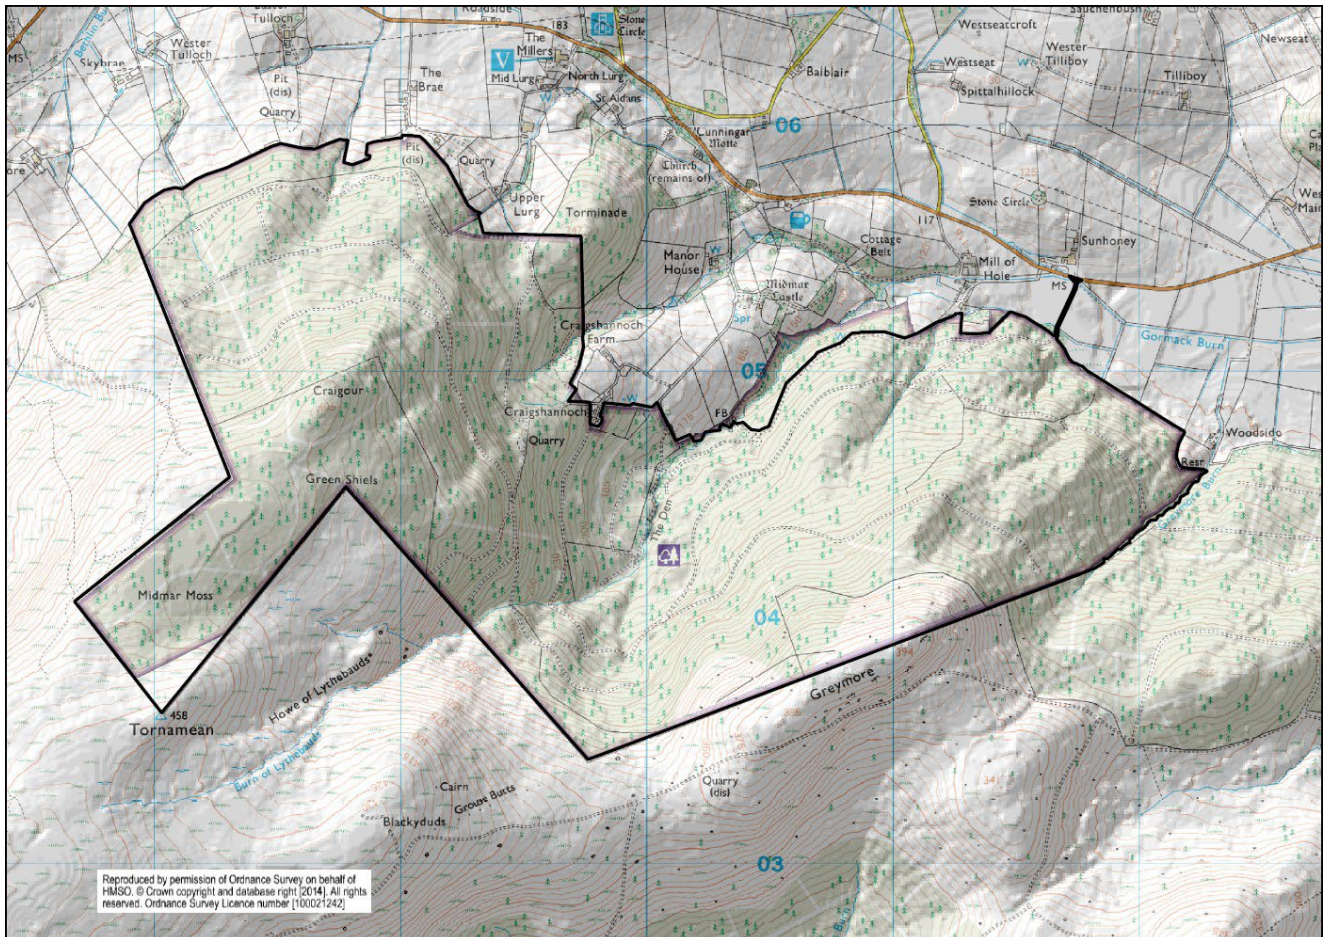 Roadside
183
Stone
Circle
Tulloch
Wester
Tulloch
MS
Skybrae
The
Millers
V
Mid Lurg
North Lurg
The
Brae
Pit
(dis)
Quarry
St Aidans
Balblair
Westseatcroft
Westseat
Spittalhillock
Wester
Tilliboy
W
Sauchenbush
Newseat
Tilliboy
W
06
Cunningar
Motte
Church
(remains of)
Pit
(dis)
Quarry
Upper
Lurg
Torminade
Manor
House
W
Cottage
Belt
117
Stone Circle
125
Sunhoney
Mill of
Hole
MS
Midmar
Castle
Spr
Gormack Burn
Craigshannoch
Farm
05
W
Craigour
Craigshannoch
FB
Quarry
Woodside
Resr
Green Shiels
The Den
Midmar Moss
04
394
Greymore
Howe of Lythebauds
458
Tornamean
Burn of Lythebauds
Quarry
(dis)
341
Cairn
Grouse Butts
Blackyduds
03
Burn
Reproduced by permission of Ordnance Survey on behalf of
HMSO. © Crown copyright and database right [2014]. All rights
reserved. Ordnance Survey Licence number [100021242]